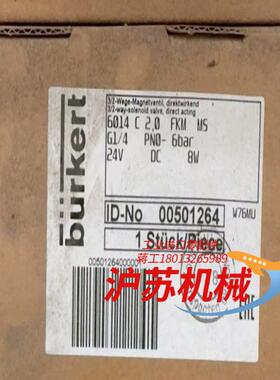 bürkert
3/2-Wege-Magnetventil, direktwirkend
3/2-way-solenoid valve, direct acting
6014 C 2,0 FKM MS
G1/4 PN0- 6bar
24V DC 8W
ID-No 00501264
W76MU
1 Stück/Piece
蒋工18013265989
沪苏机械
EAC